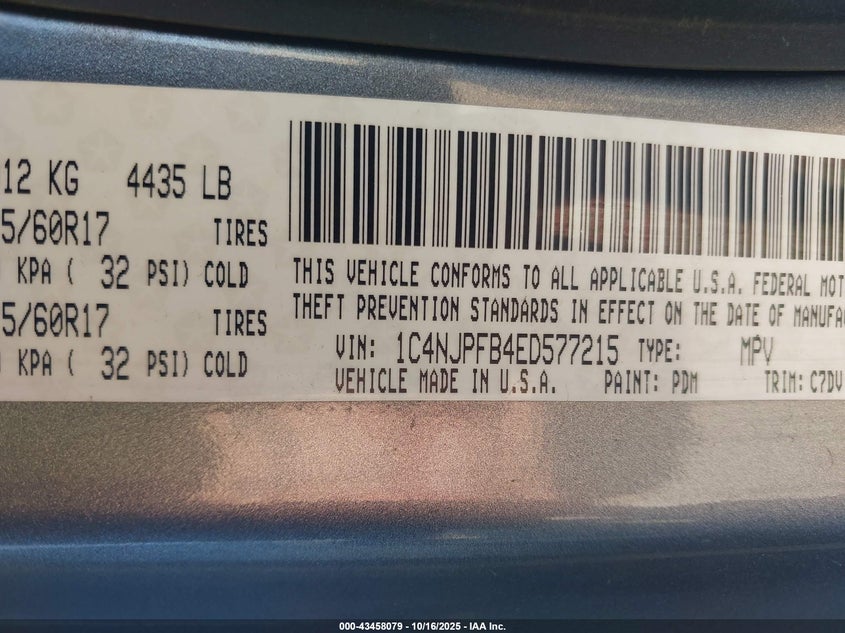 12 KG 4435 LB
5/60R17 TIRES
KPA ( 32 PSI) COLD
5/60R17 TIRES
KPA ( 32 PSI) COLD
THIS VEHICLE CONFORMS TO ALL APPLICABLE U.S.A. FEDERAL MOT
THEFT PREVENTION STANDARDS IN EFFECT ON THE DATE OF MANUFA
VIN: 1C4NJPFB4ED577215 TYPE: MPV
VEHICLE MADE IN U.S.A. PAINT: PDM TRIM: C7DV
000-43458079 | 10/16/2025 - IAA Inc.